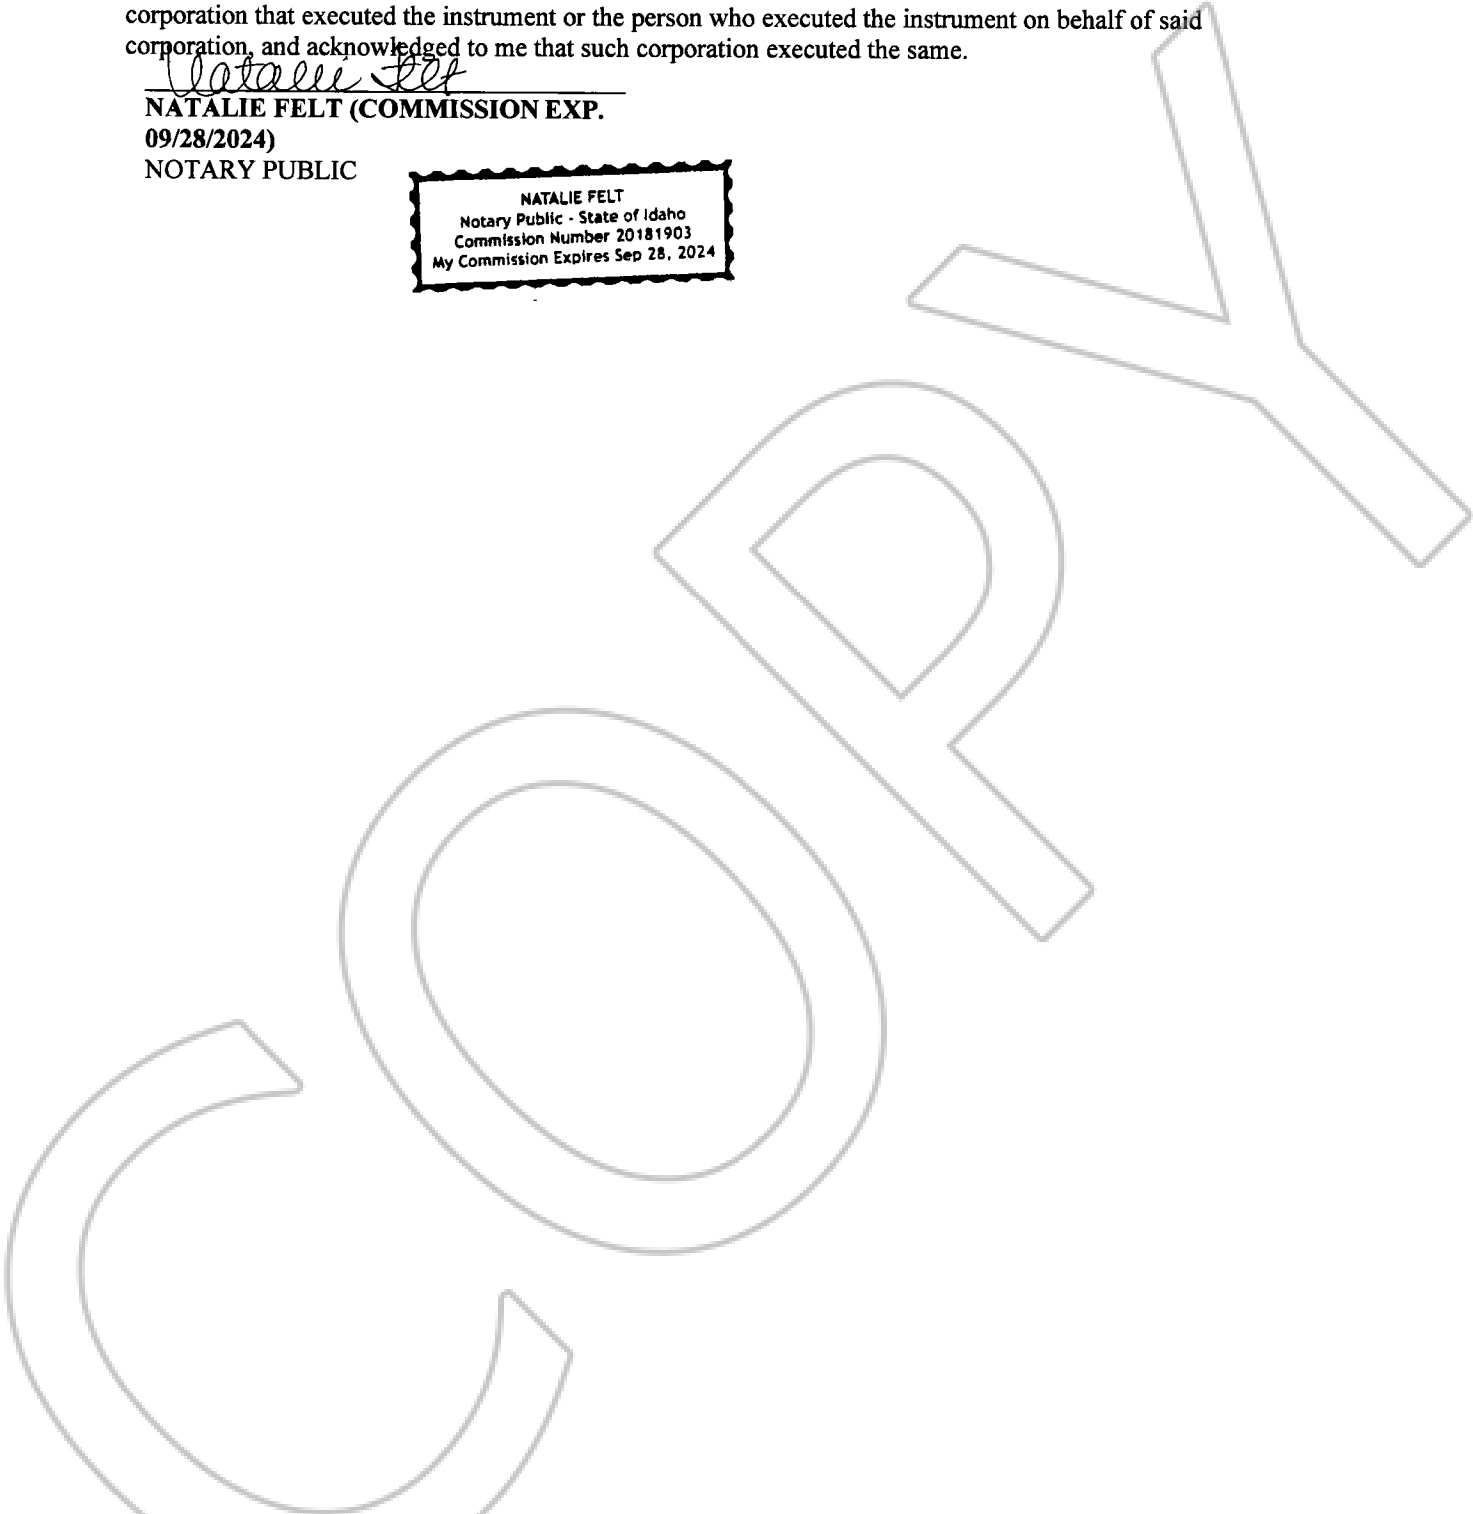 corporation that executed the instrument or the person who executed the instrument on behalf of said
corporation, and acknowledged to me that such corporation executed the same.
Natalie Felt
NATALIE FELT (COMMISSION EXP.
09/28/2024)
NOTARY PUBLIC
NATALIE FELT
Notary Public - State of Idaho
Commission Number 20181903
My Commission Expires Sep 28, 2024
COPY